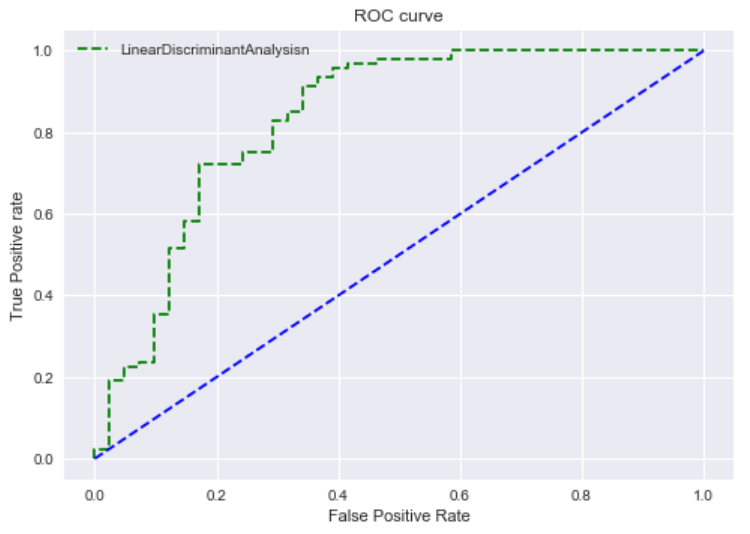 ROC curve
LinearDiscriminantAnalysisn
1.0
0.8
0.6
0.4
0.2
0.0
True Positive rate
0.0 0.2 0.4 0.6 0.8 1.0
False Positive Rate